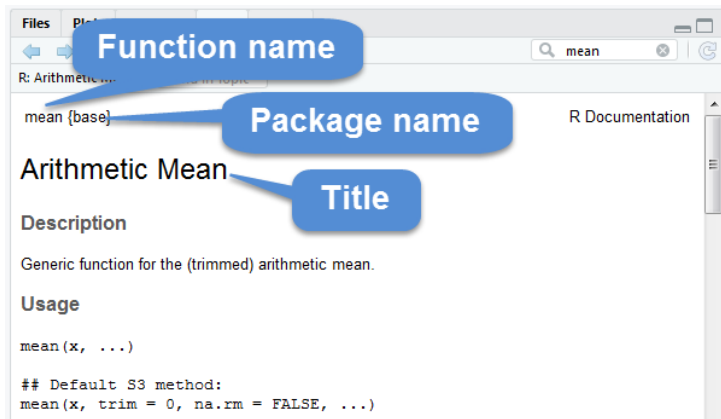 Files
Function name
mean
R: Arithmetic
mean {base}
Package name
R Documentation
Arithmetic Mean
Title
Description
Generic function for the (trimmed) arithmetic mean.
Usage
mean(x, ...)
## Default S3 method:
mean(x, trim = 0, na.rm = FALSE, ...)